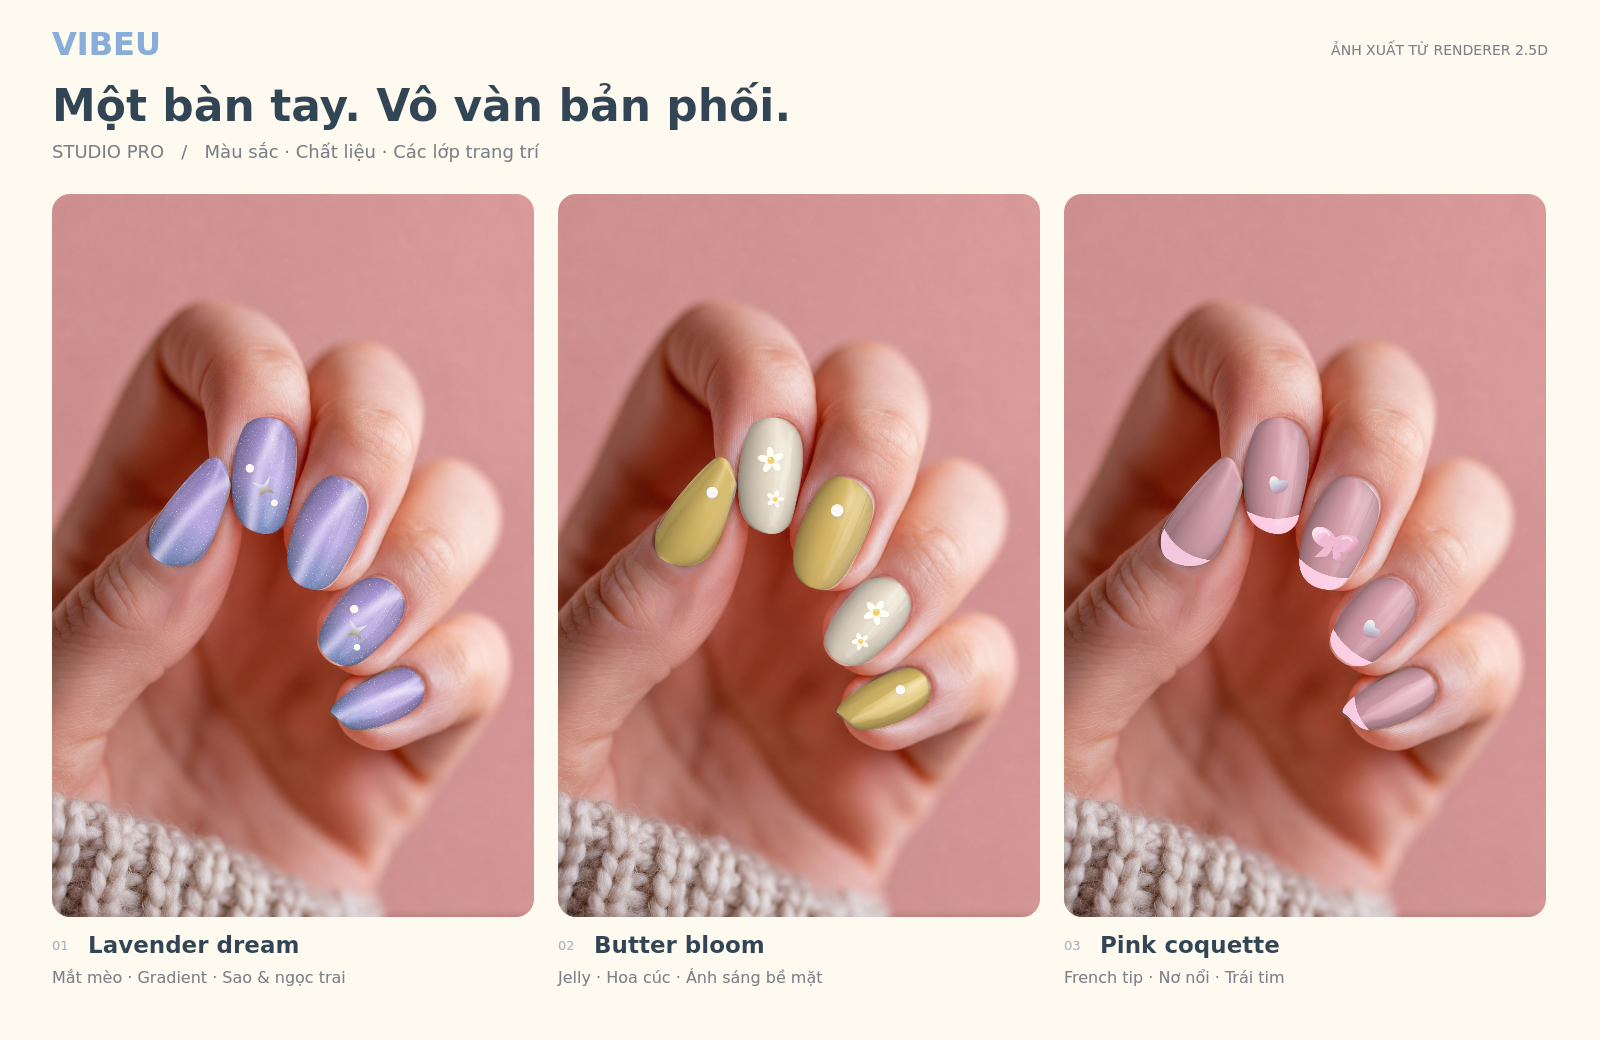 VIBEU
ẢNH XUẤT TỪ RENDERER 2.5D
Một bàn tay. Vô vàn bản phối.
STUDIO PRO / Màu sắc · Chất liệu · Các lớp trang trí
01 Lavender dream
Mắt mèo · Gradient · Sao & ngọc trai
02 Butter bloom
Jelly · Hoa cúc · Ánh sáng bề mặt
03 Pink coquette
French tip · Nơ nổi · Trái tim